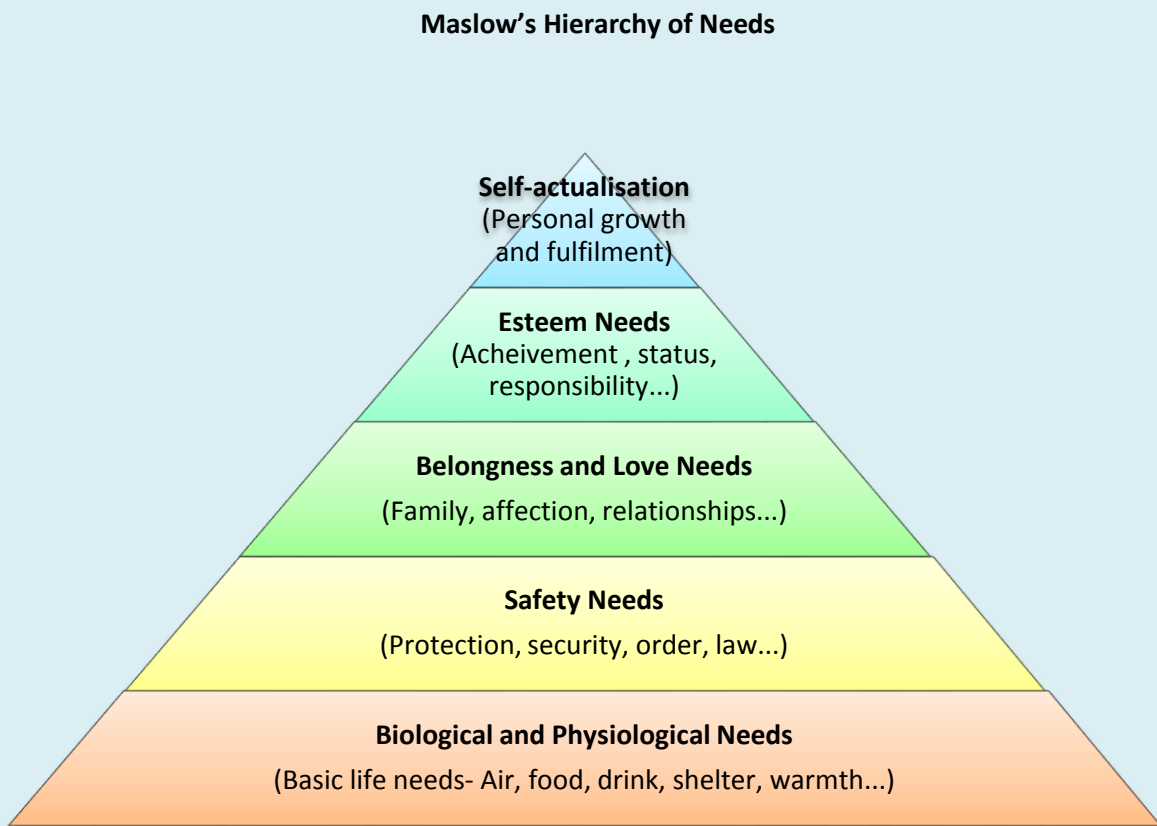 Maslow’s Hierarchy of Needs
Self-actualisation
(Personal growth
and fulfilment)
Esteem Needs
(Acheivement , status,
responsibility...)
Belongness and Love Needs
(Family, affection, relationships...)
Safety Needs
(Protection, security, order, law...)
Biological and Physiological Needs
(Basic life needs- Air, food, drink, shelter, warmth...)